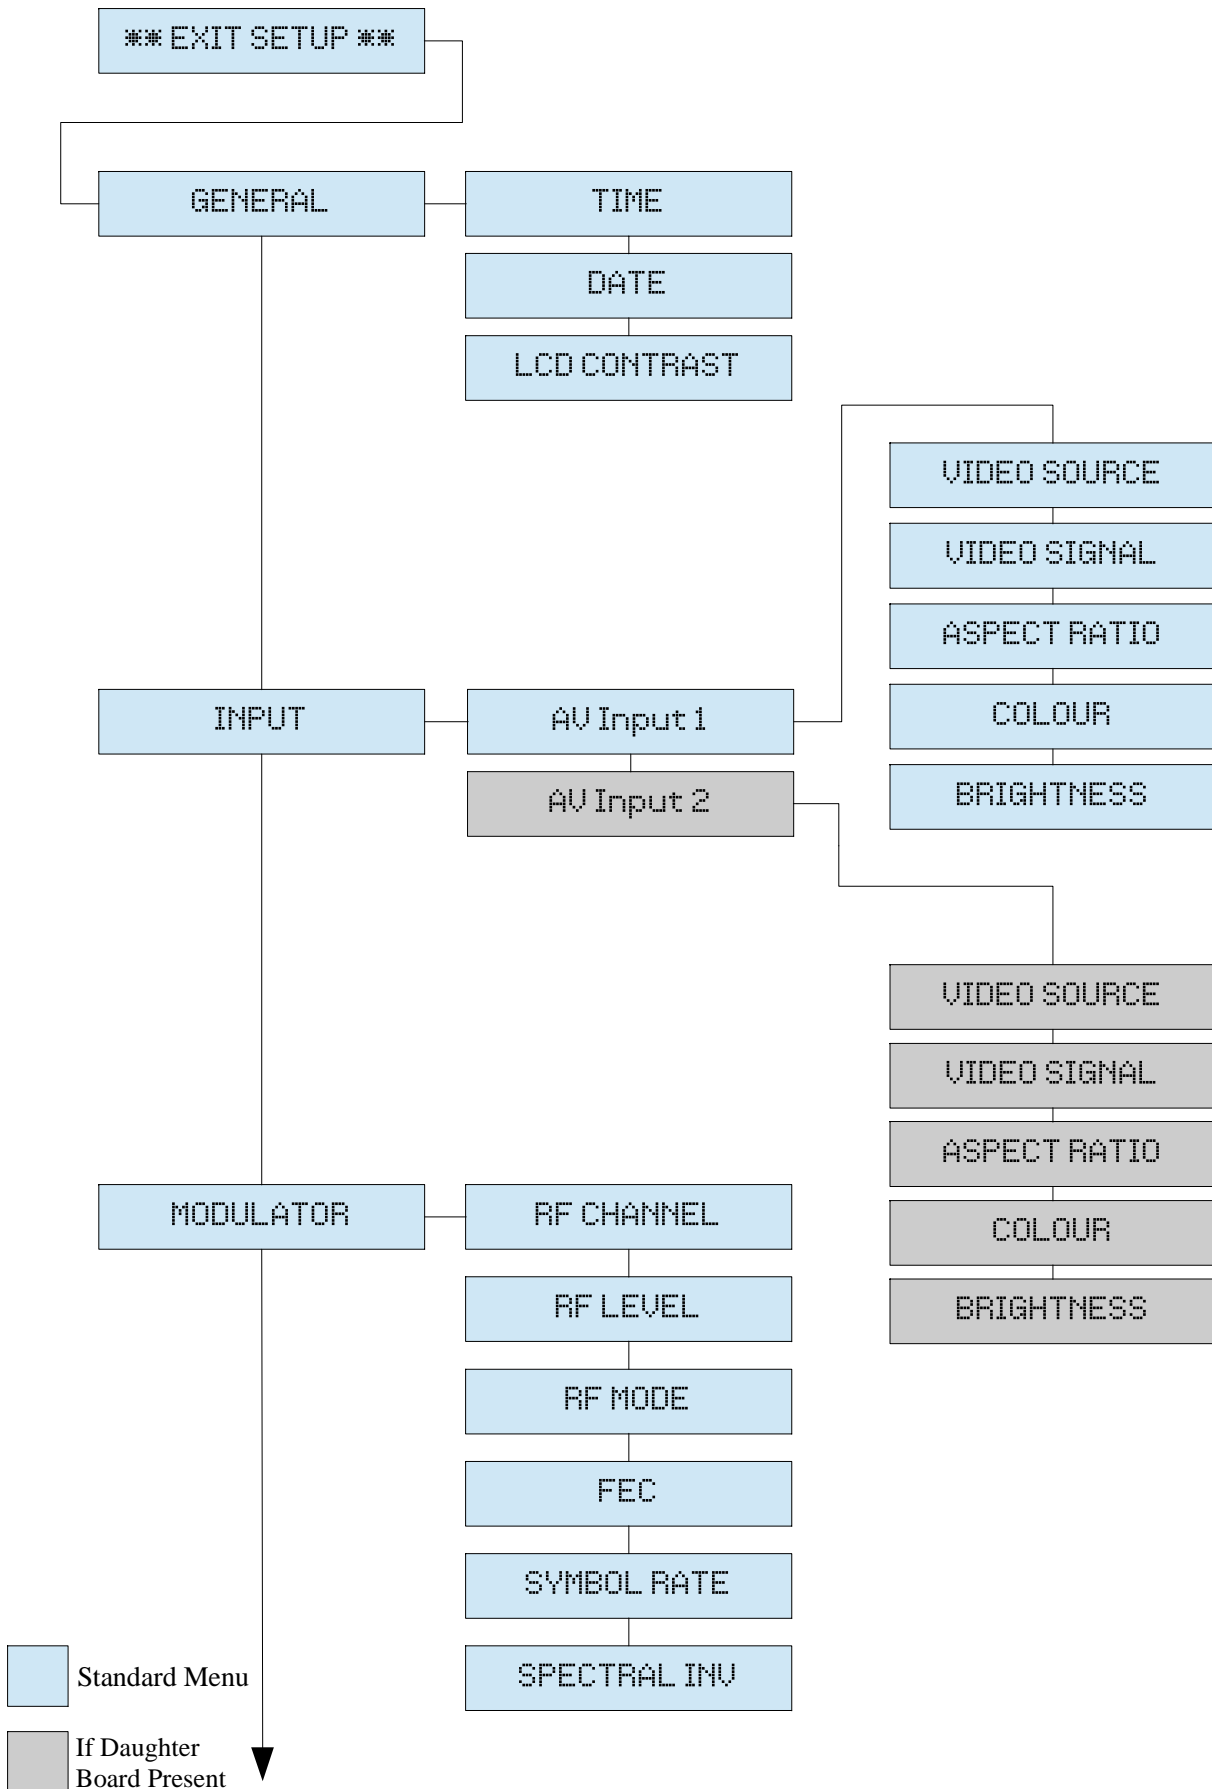 ** EXIT SETUP **
GENERAL
TIME
DATE
LCD CONTRAST
INPUT
AV Input 1
AV Input 2
VIDEO SOURCE
VIDEO SIGNAL
ASPECT RATIO
COLOUR
BRIGHTNESS
VIDEO SOURCE
VIDEO SIGNAL
ASPECT RATIO
COLOUR
BRIGHTNESS
MODULATOR
RF CHANNEL
RF LEVEL
RF MODE
FEC
SYMBOL RATE
SPECTRAL INV
Standard Menu
If Daughter
Board Present